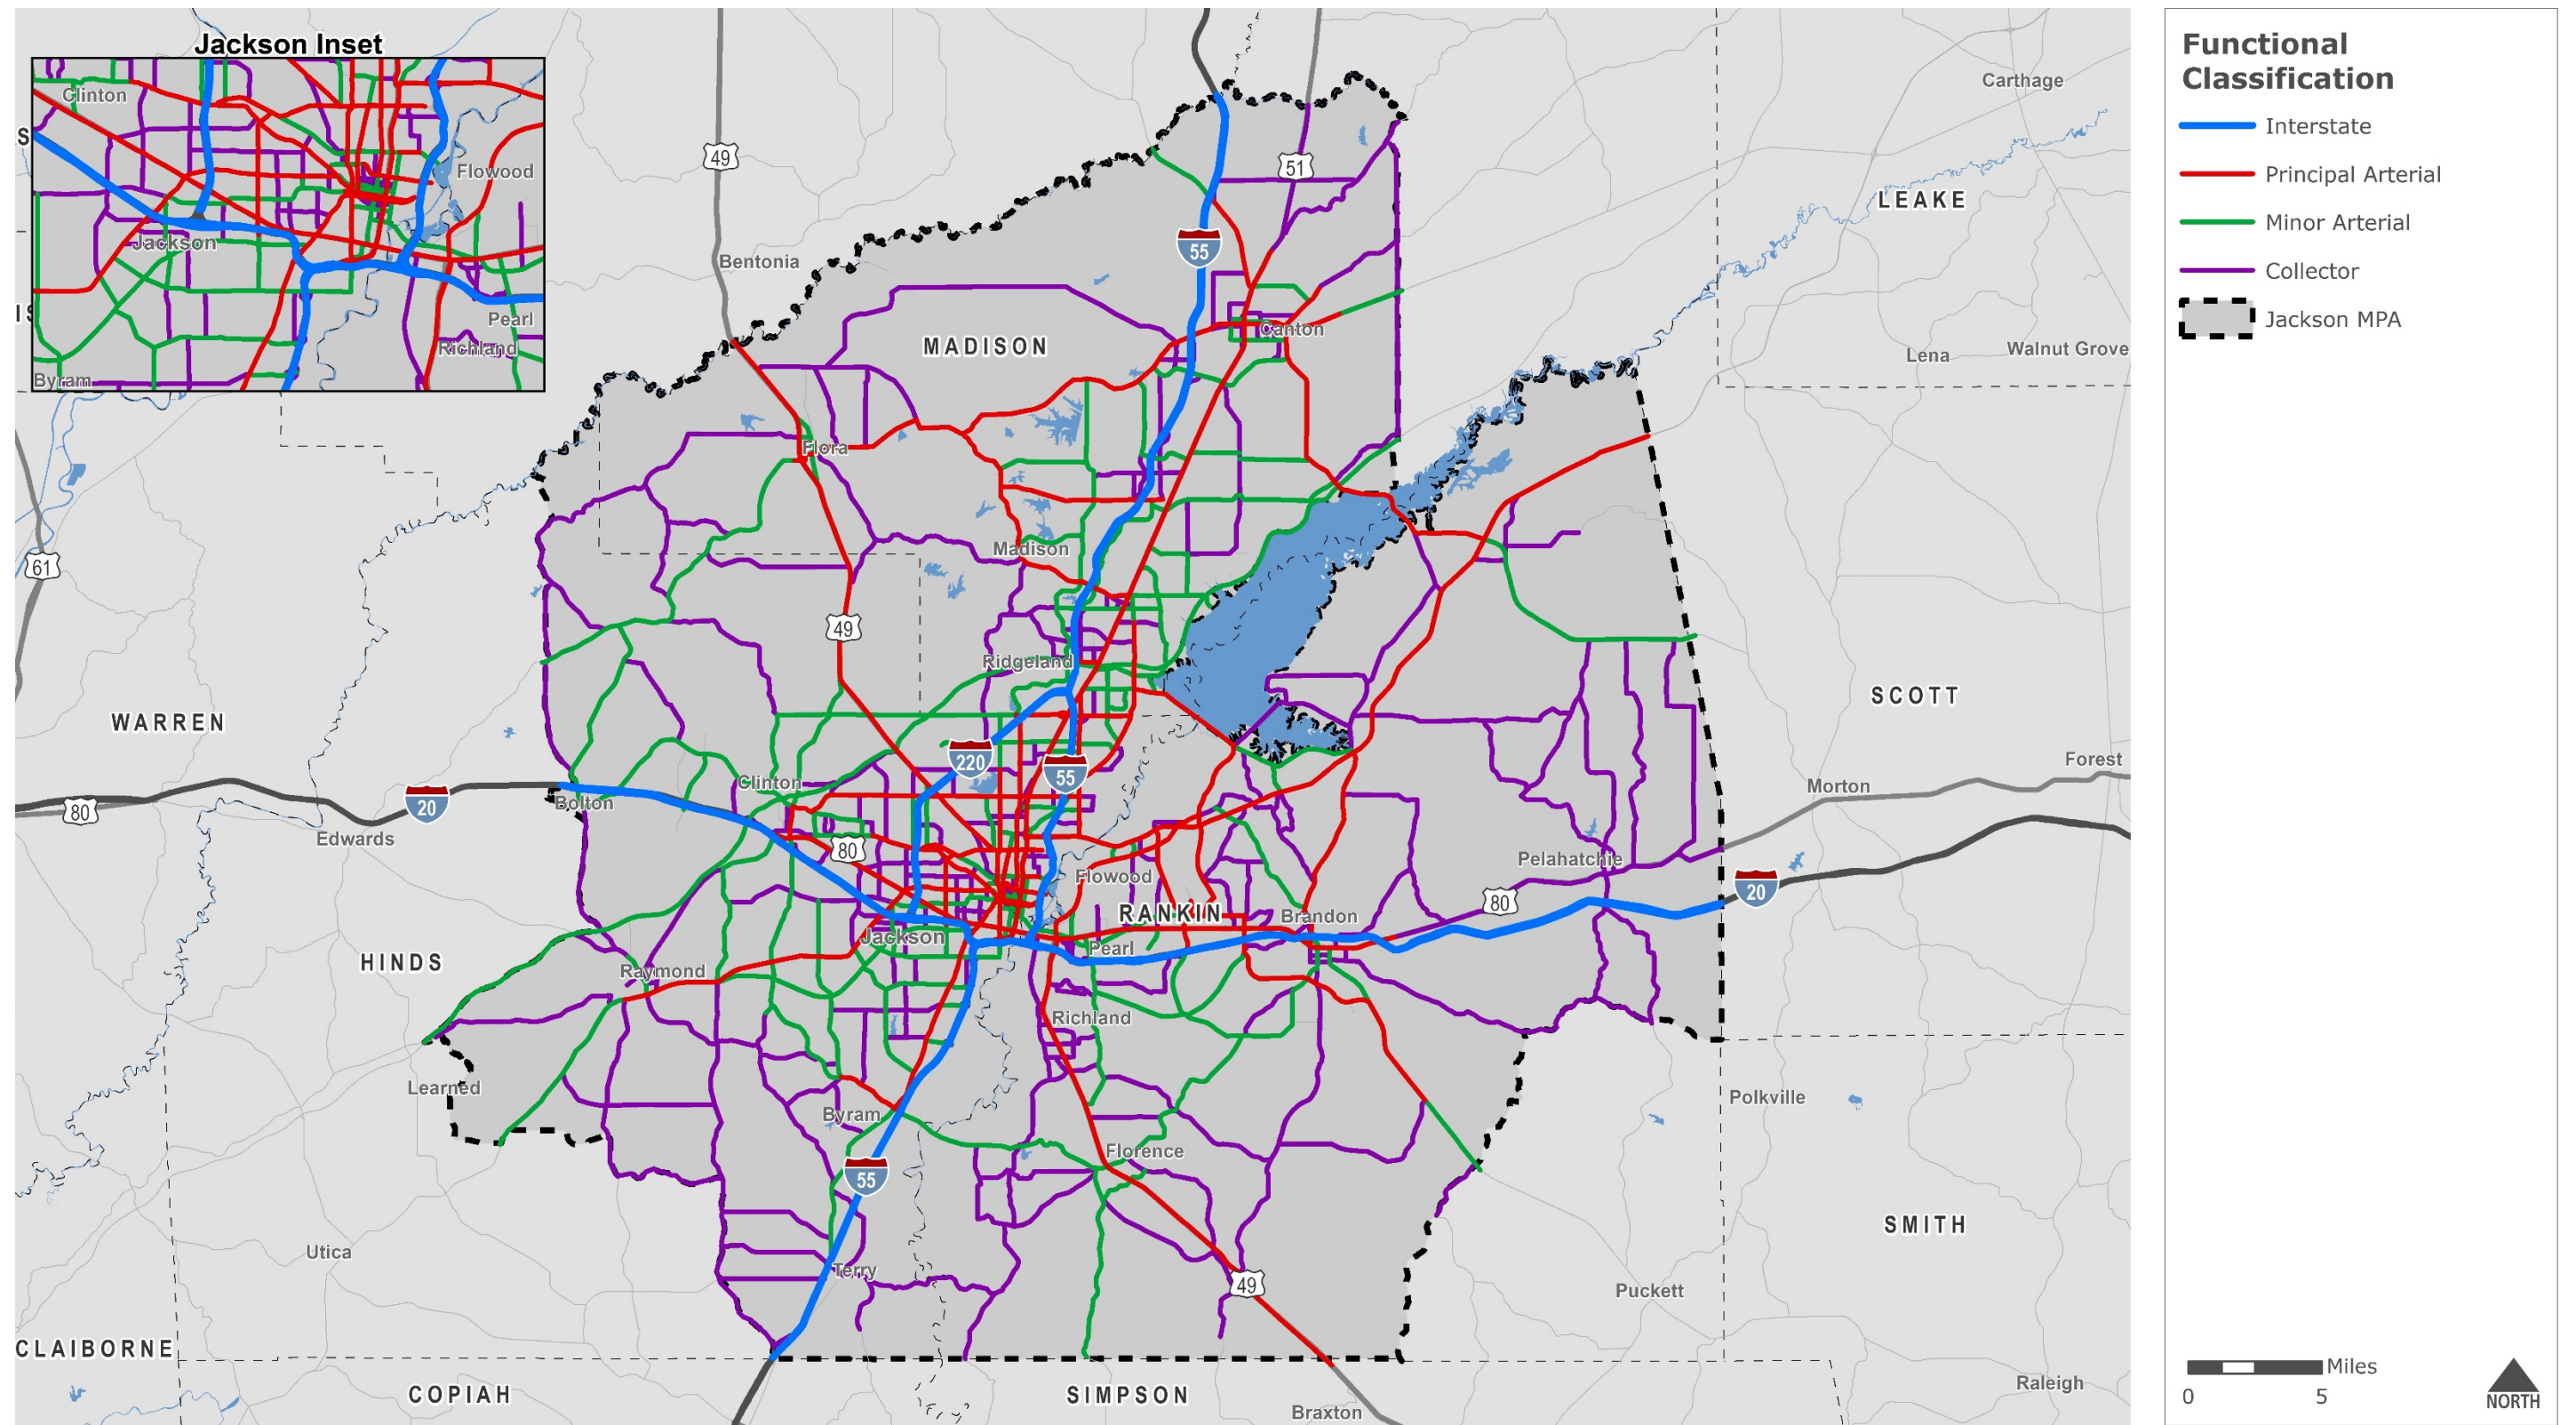 Jackson Inset
Clinton
S
Flowood
Jackson
IS
Pearl
Richland
Byram
49
51
Carthage
LEAKE
55
Bentonia
Canton
MADISON
Lena
Walnut Grove
Flora
61
Madison
49
Ridgeland
WARREN
SCOTT
220
55
Clinton
Forest
80
20
Bolton
Morton
Edwards
80
Pelahatchie
Flowood
20
80
RANKIN
Brandon
Jackson
Pearl
HINDS
Raymond
Richland
Learned
Polkville
Byram
Florence
55
SMITH
Utica
Terry
49
Puckett
CLAIBORNE
COPIAH
SIMPSON
Raleigh
Braxton
Functional
Classification
Interstate
Principal Arterial
Minor Arterial
Collector
Jackson MPA
Miles
0 5
NORTH